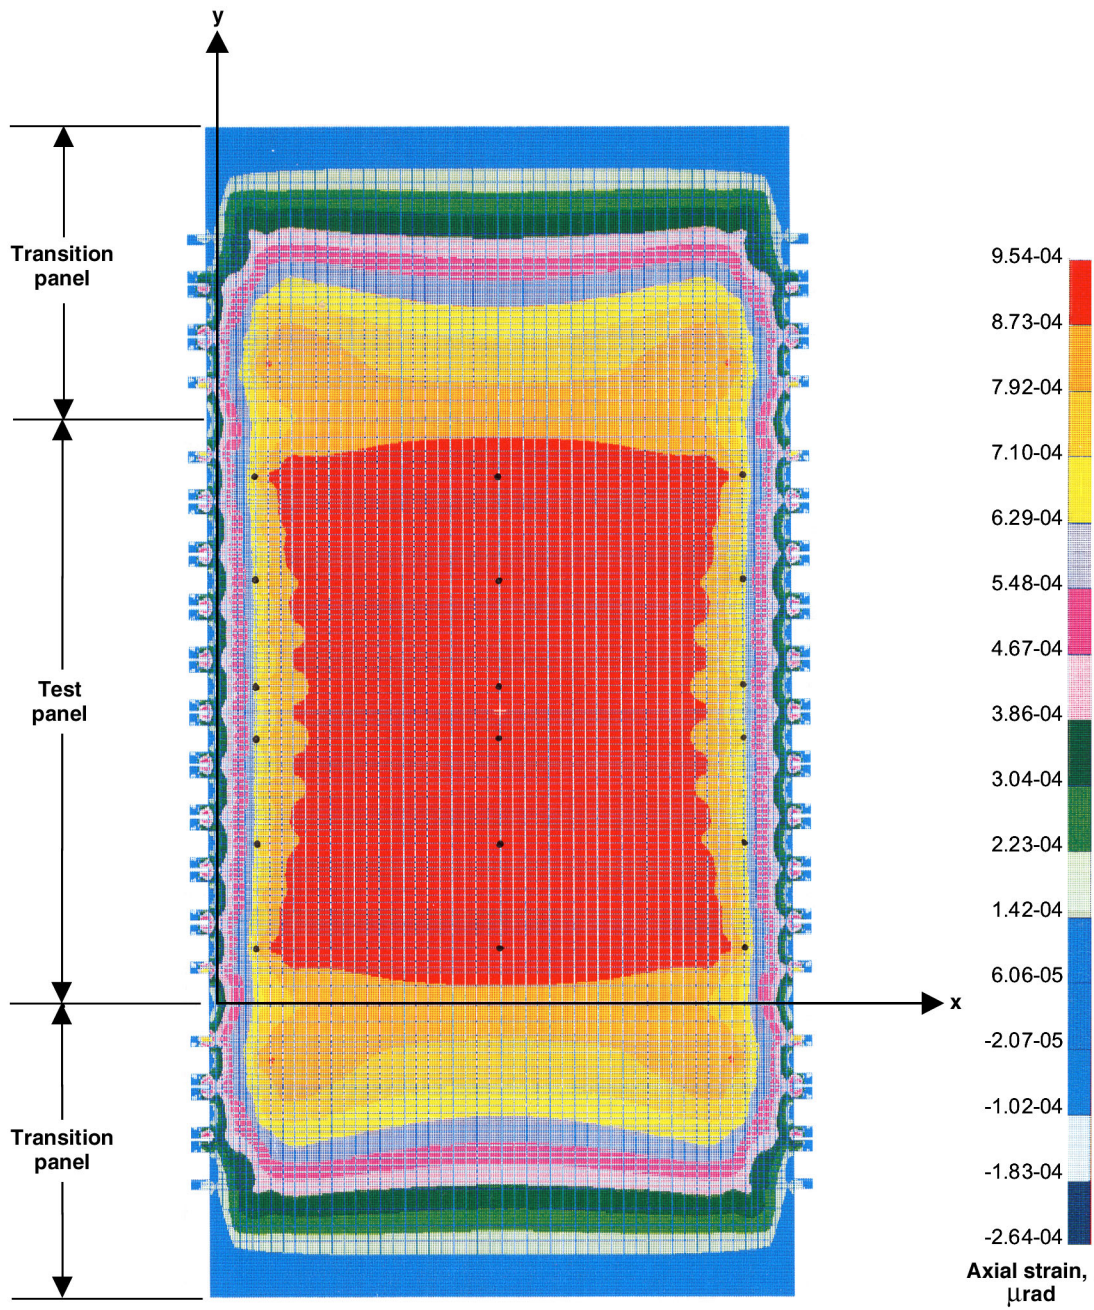 y
Transition
panel
9.54-04
8.73-04
7.92-04
7.10-04
6.29-04
5.48-04
4.67-04
3.86-04
3.04-04
2.23-04
1.42-04
6.06-05
-2.07-05
-1.02-04
-1.83-04
-2.64-04
Axial strain,
μrad
Test
panel
x
Transition
panel